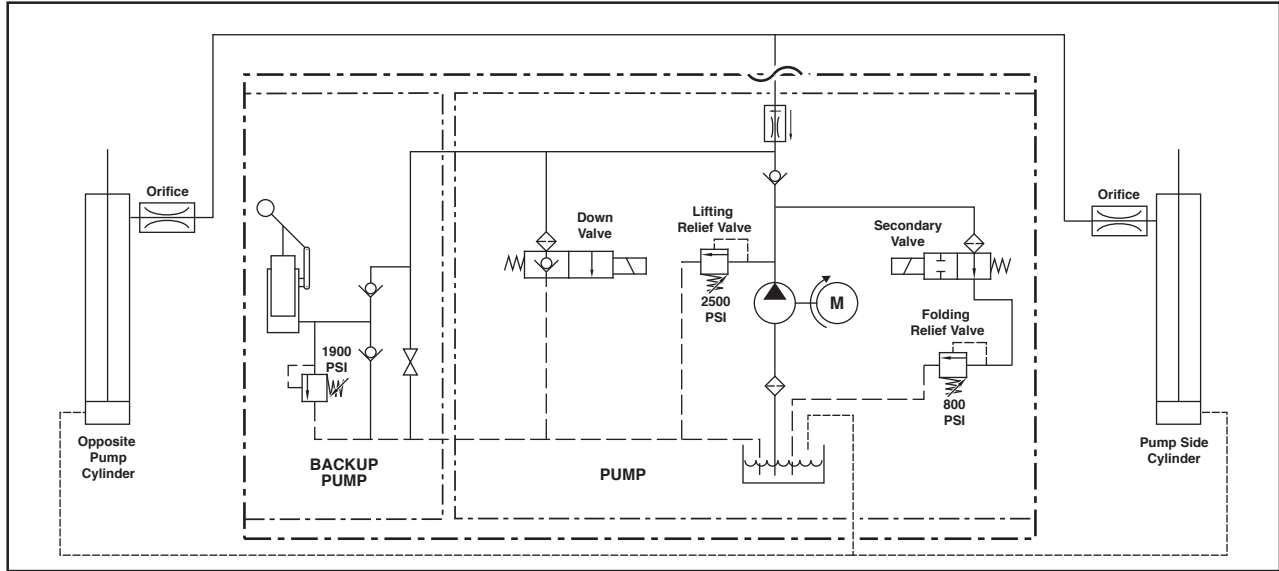 Orifice
Opposite
Pump
Cylinder
1900
PSI
BACKUP
PUMP
Down
Valve
Lifting
Relief Valve
2500
PSI
M
PUMP
Secondary
Valve
Folding
Relief Valve
800
PSI
Orifice
Pump Side
Cylinder